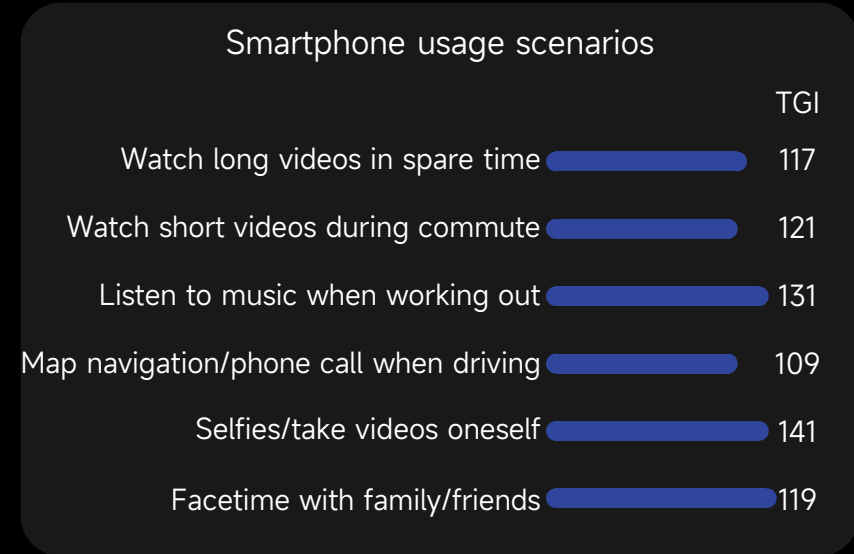 Smartphone usage scenarios
TGI
Watch long videos in spare time 117
Watch short videos during commute 121
Listen to music when working out 131
Map navigation/phone call when driving 109
Selfies/take videos oneself 141
Facetime with family/friends 119